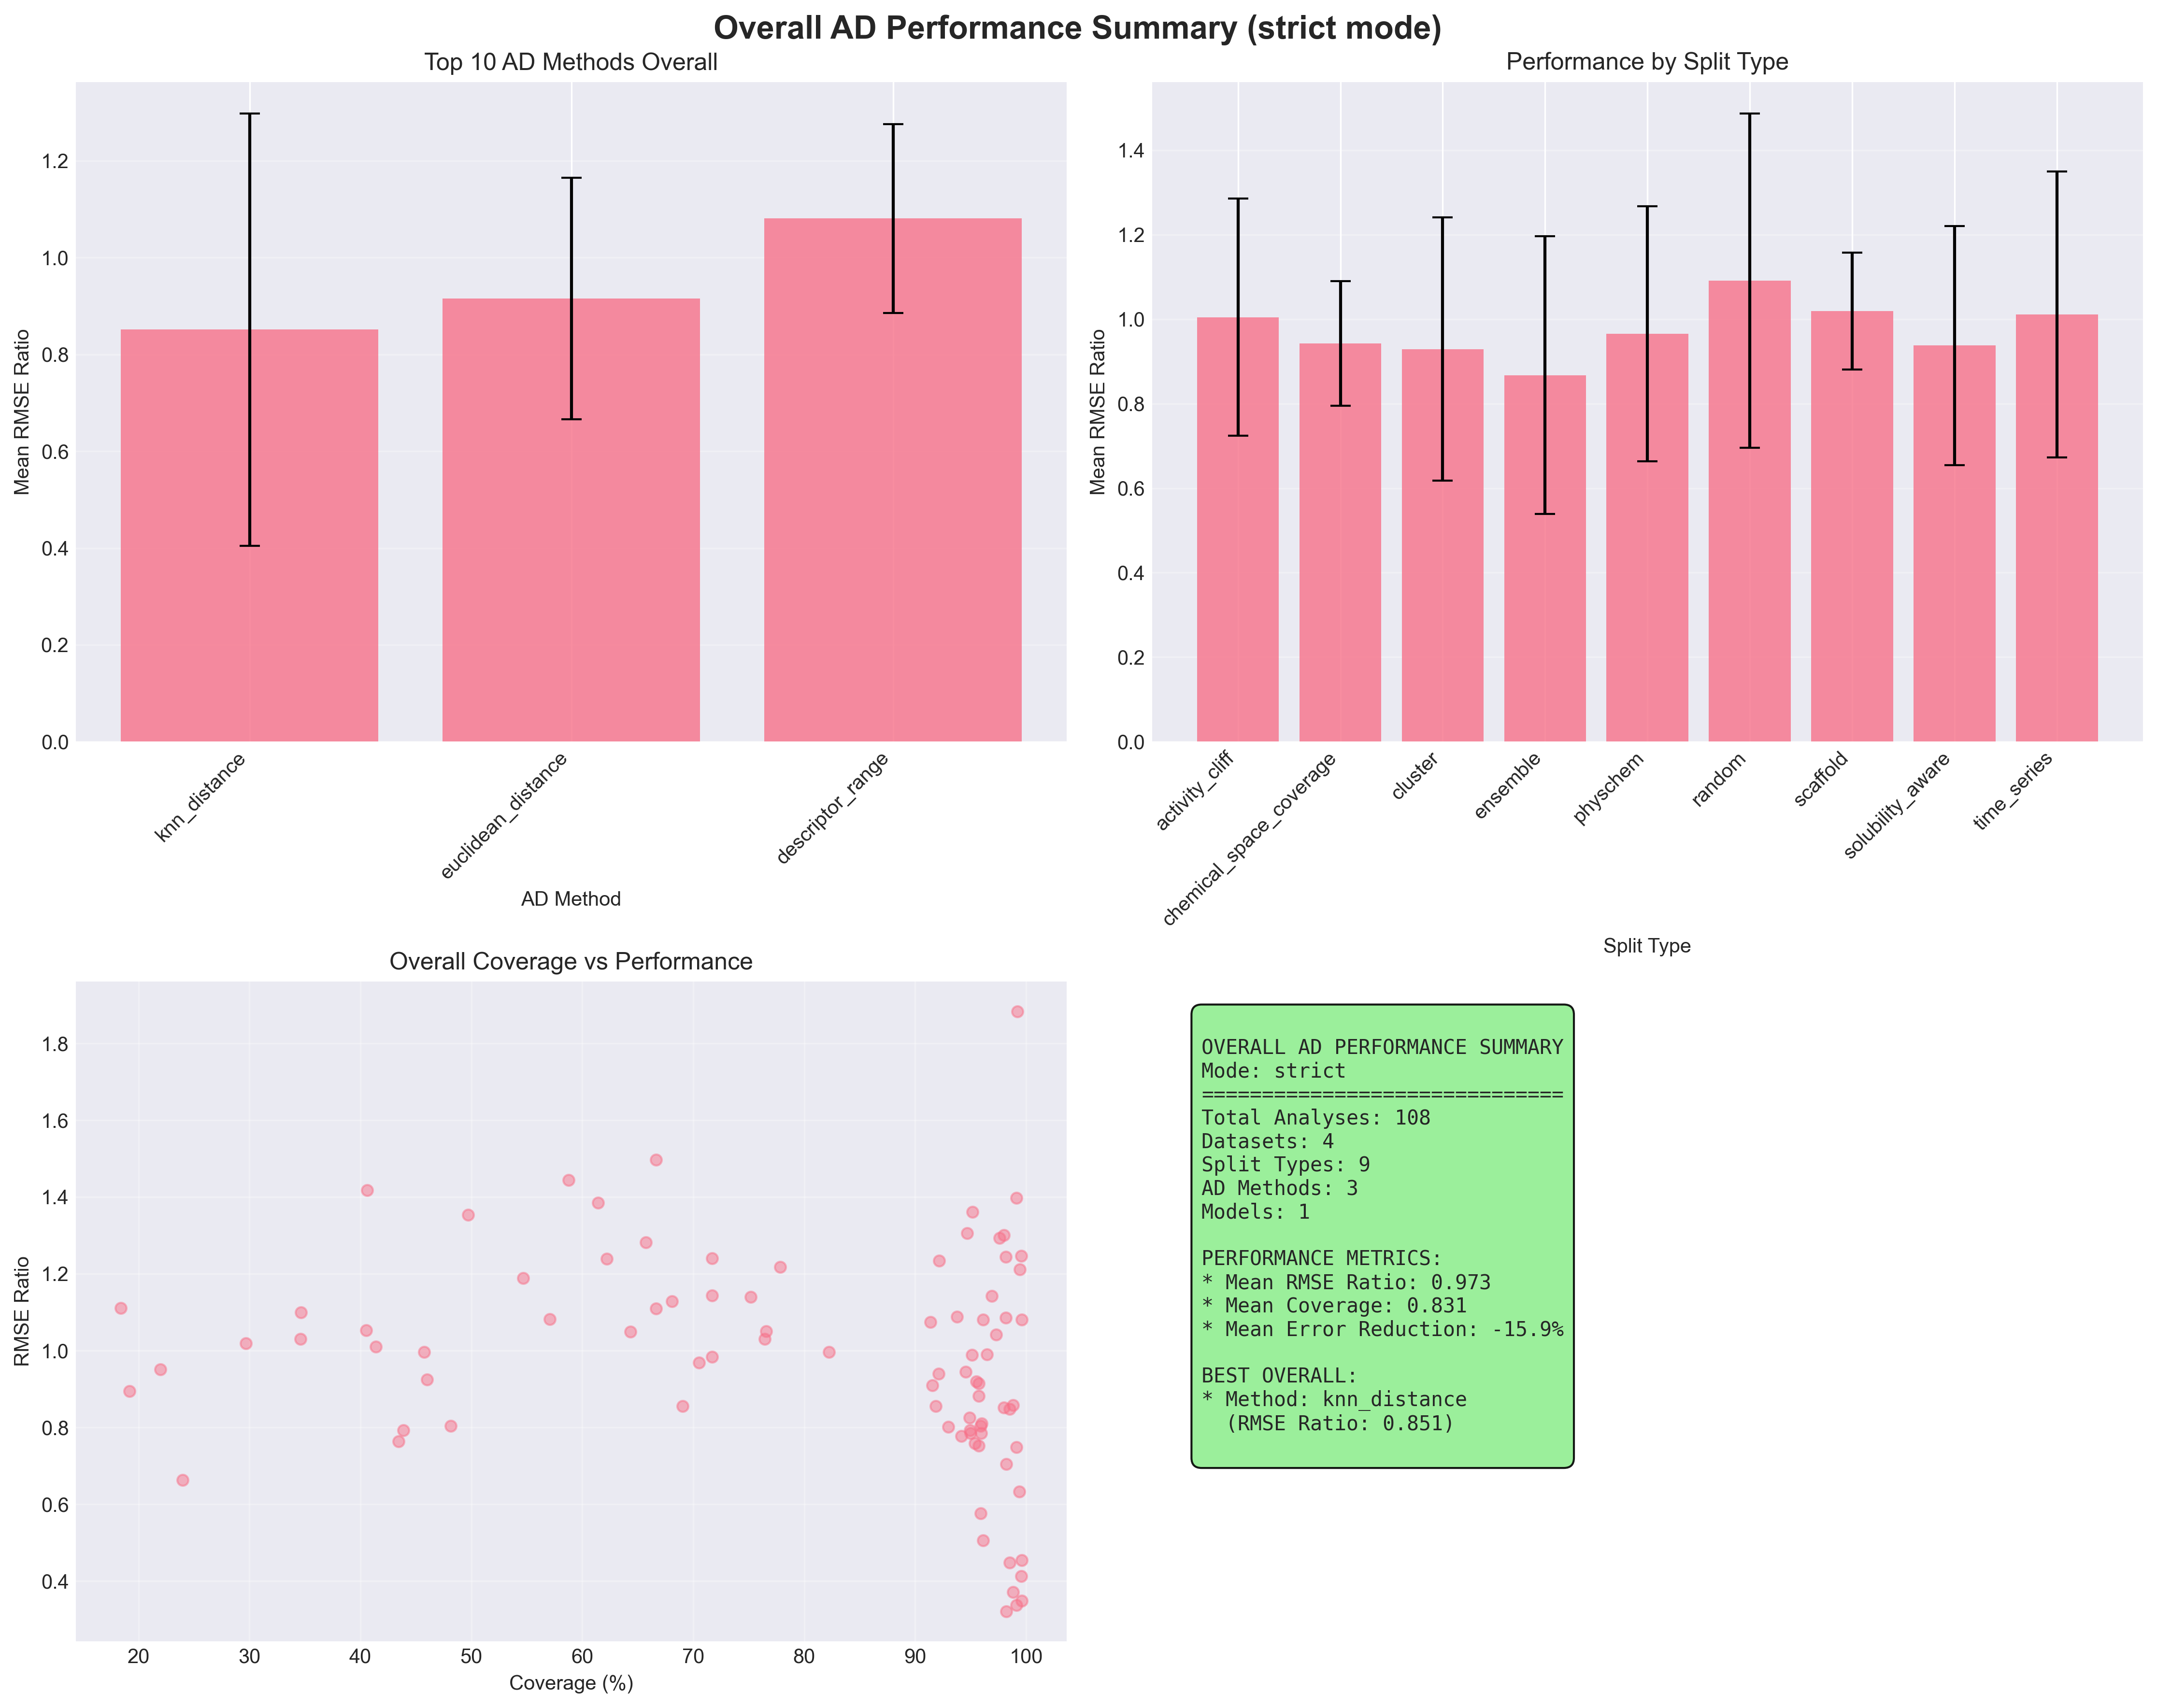 Overall AD Performance Summary (strict mode)
Top 10 AD Methods Overall
Mean RMSE Ratio
1.2
1.0
0.8
0.6
0.4
0.2
0.0
knn_distance
euclidean_distance
descriptor_range
AD Method
Performance by Split Type
Mean RMSE Ratio
1.4
1.2
1.0
0.8
0.6
0.4
0.2
0.0
activity_cliff
chemical_space_coverage
cluster
ensemble
physchem
random
scaffold
solubility_aware
time_series
Split Type
Overall Coverage vs Performance
RMSE Ratio
1.8
1.6
1.4
1.2
1.0
0.8
0.6
0.4
20
30
40
50
60
70
80
90
100
Coverage (%)
OVERALL AD PERFORMANCE SUMMARY
Mode: strict
==============================
Total Analyses: 108
Datasets: 4
Split Types: 9
AD Methods: 3
Models: 1
PERFORMANCE METRICS:
* Mean RMSE Ratio: 0.973
* Mean Coverage: 0.831
* Mean Error Reduction: -15.9%
BEST OVERALL:
* Method: knn_distance
(RMSE Ratio: 0.851)